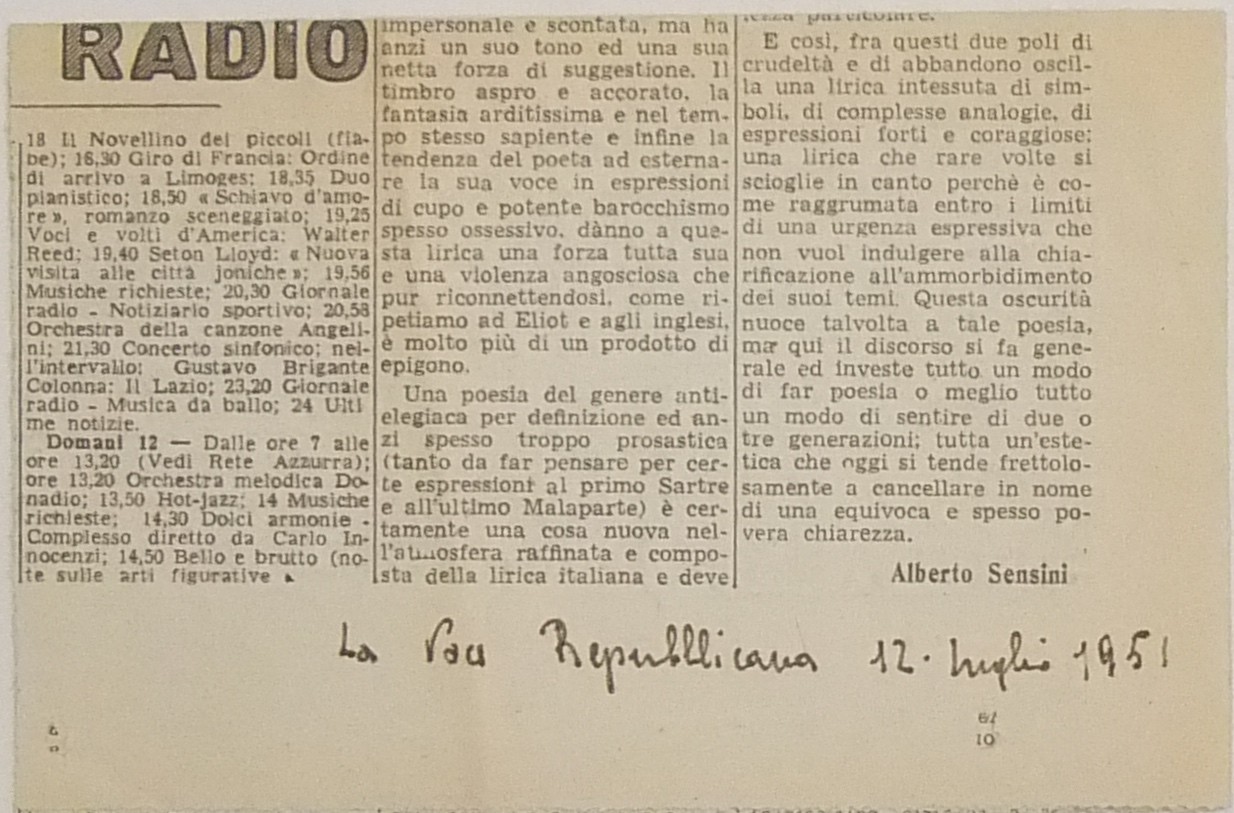 RADIO
18 Il Novellino dei piccoli (fia-
be); 18,30 Giro di Francia: Ordine
di arrivo a Limoges; 18,35 Duo
pianistico; 18,50 « Schiavo d'amo-
re », romanzo sceneggiato; 19,25
Voci e volti d'America: Walter
Reed; 19,40 Seton Lloyd: « Nuova
visita alle città joniche »; 19,56
Musiche richieste; 20,30 Giornale
radio - Notiziario sportivo; 20,58
Orchestra della canzone Angeli-
ni; 21,30 Concerto sinfonico; nel-
l'intervallo: Gustavo Brigante
Colonna: Il Lazio; 23,20 Giornale
radio - Musica da ballo; 24 Ulti
me notizie.
Domani 12 — Dalle ore 7 alle
ore 13,20 (Vedi Rete Azzurra);
ore 13,20 Orchestra melodica Do-
nadio; 13,50 Hot-jazz; 14 Musiche
richieste; 14,30 Dolci armonie -
Complesso diretto da Carlo In-
nocenzi; 14,50 Bello e brutto (no-
te sulle arti figurative
impersonale e scontata, ma ha
anzi un suo tono ed una sua
netta forza di suggestione. Il
timbro aspro e accorato, la
fantasia arditissima e nel tem-
po stesso sapiente e infine la
tendenza del poeta ad esterna-
re la sua voce in espressioni
di cupo e potente barocchismo
spesso ossessivo, dànno a que-
sta lirica una forza tutta sua
e una violenza angosciosa che
pur riconnettendosi, come ri-
petiamo ad Eliot e agli inglesi,
è molto più di un prodotto di
epigono.
Una poesia del genere anti-
elegiaca per definizione ed an-
zi spesso troppo prosastica
(tanto da far pensare per cer-
te espressioni al primo Sartre
e all'ultimo Malaparte) è cer-
tamente una cosa nuova nel-
l'atmosfera raffinata e compo-
sta della lirica italiana e deve
particolare.
E così, fra questi due poli di
crudeltà e di abbandono oscil-
la una lirica intessuta di sim-
boli, di complesse analogie, di
espressioni forti e coraggiose;
una lirica che rare volte si
scioglie in canto perchè è co-
me raggrumata entro i limiti
di una urgenza espressiva che
non vuol indulgere alla chia-
rificazione all'ammorbidimento
dei suoi temi. Questa oscurità
nuoce talvolta a tale poesia,
ma qui il discorso si fa gene-
rale ed investe tutto un modo
di far poesia o meglio tutto
un modo di sentire di due o
tre generazioni; tutta un'este-
tica che oggi si tende frettolo-
samente a cancellare in nome
di una equivoca e spesso po-
vera chiarezza.
Alberto Sensini
La Voce Repubblicana 12. luglio 1951